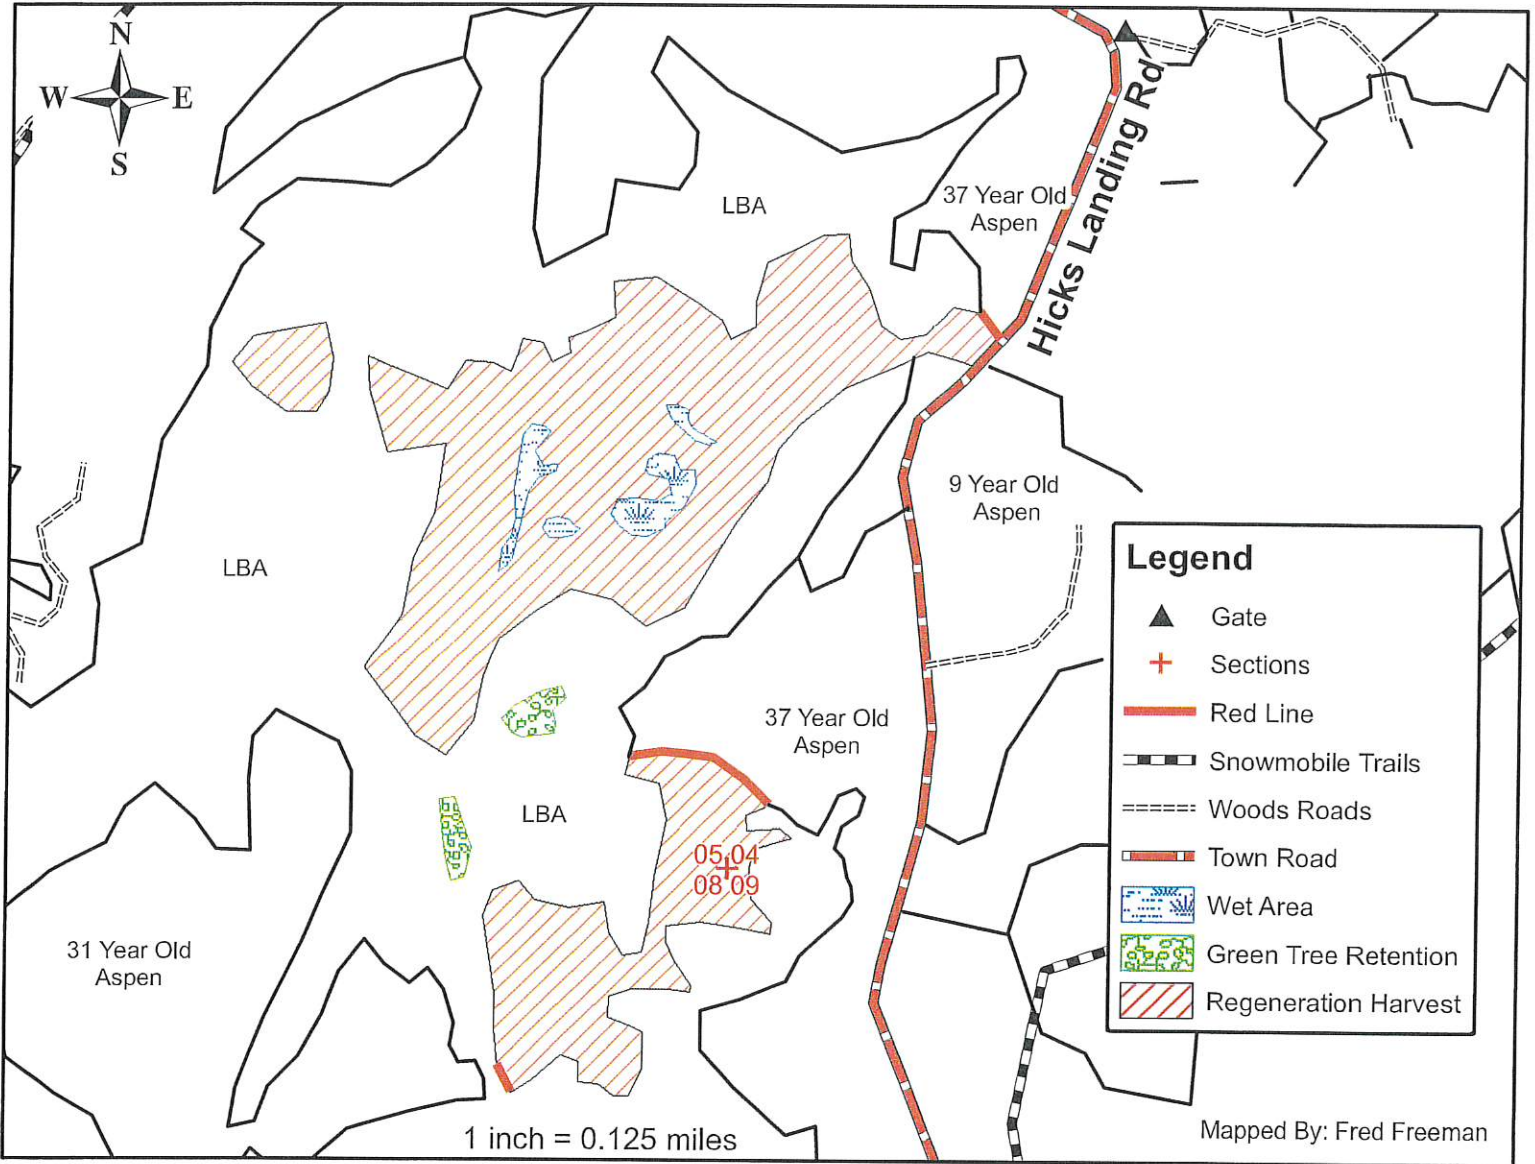 N
W E
S
Hicks Landing Rd
LBA
37 Year Old
Aspen
9 Year Old
Aspen
LBA
37 Year Old
Aspen
LBA
05 04
08 09
31 Year Old
Aspen
Legend
Gate
Sections
Red Line
Snowmobile Trails
Woods Roads
Town Road
Wet Area
Green Tree Retention
Regeneration Harvest
1 inch = 0.125 miles
Mapped By: Fred Freeman